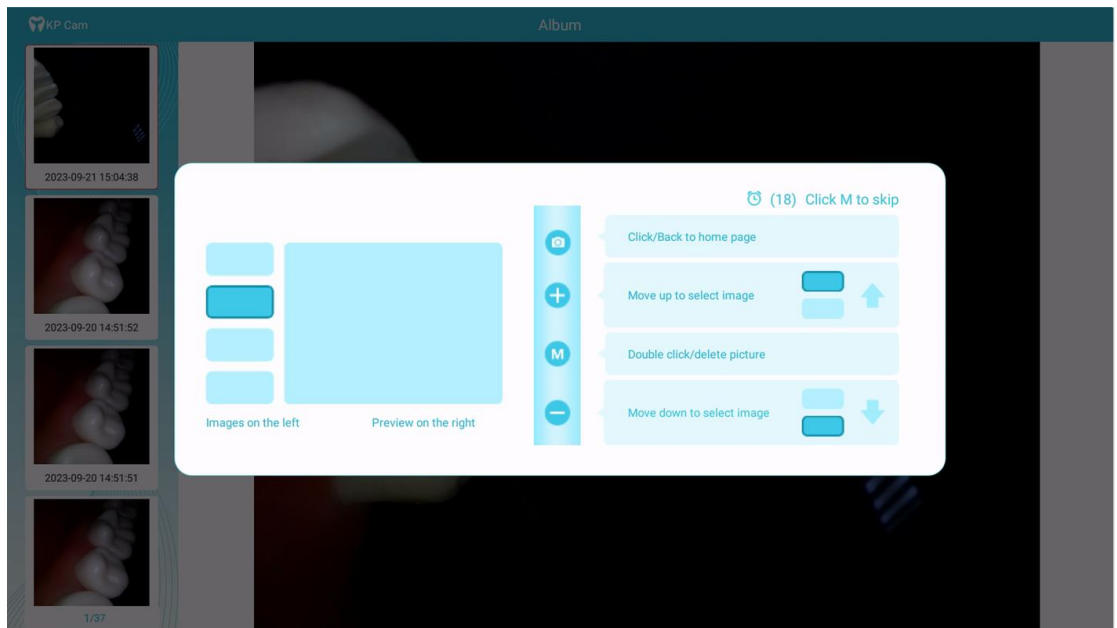 KP Cam
Album
2023-09-21 15:04:38
2023-09-20 14:51:52
2023-09-20 14:51:51
1/37
(18) Click M to skip
Click/Back to home page
Move up to select image
M
Double click/delete picture
Move down to select image
Images on the left
Preview on the right